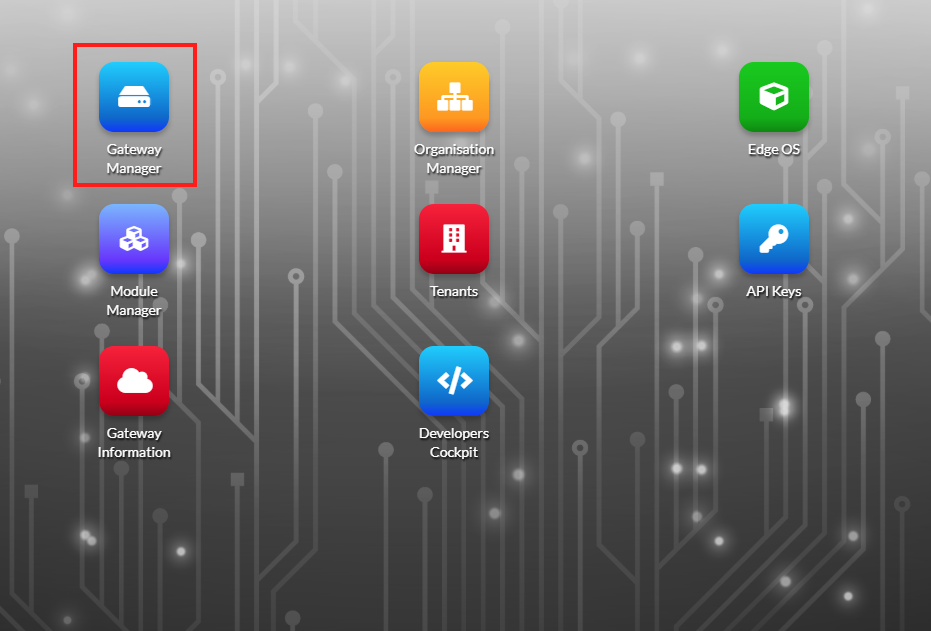 Gateway
Manager
Organisation
Manager
Edge OS
Module
Manager
Tenants
API Keys
Gateway
Information
Developers
Cockpit